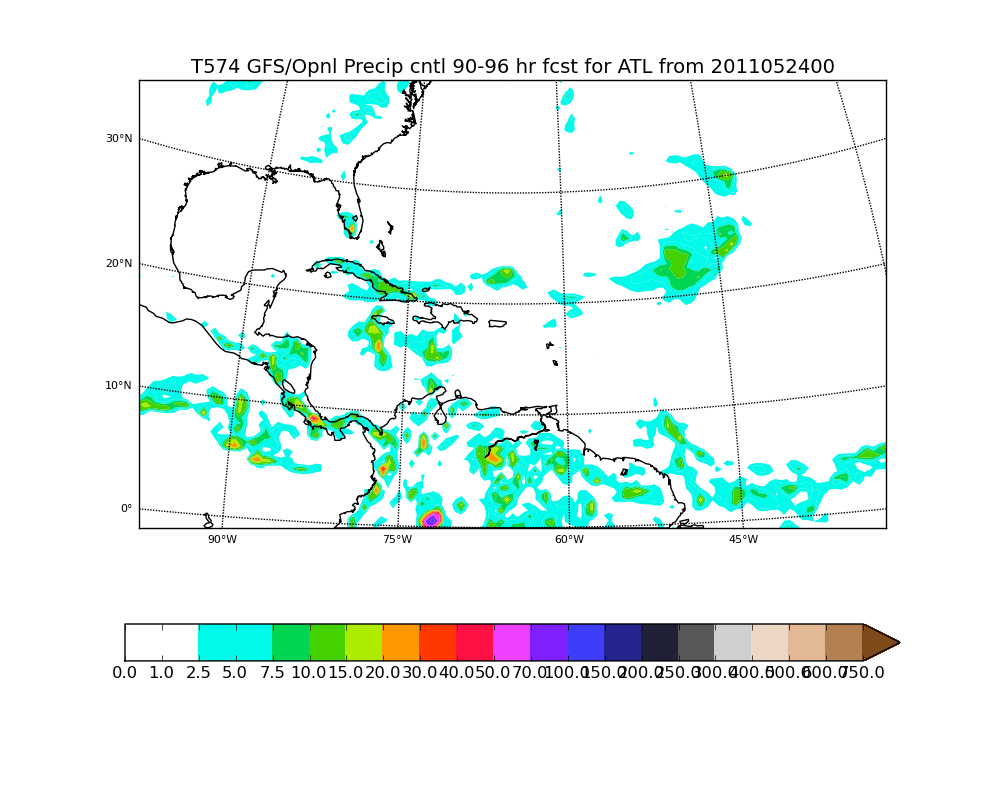 T574 GFS/Opnl Precip cntl 90-96 hr fcst for ATL from 2011052400
30°N
20°N
10°N
0°
90°W 75°W 60°W 45°W
0.0 1.0 2.5 5.0 7.5 10.0 15.0 20.0 30.0 40.0 50.0 70.0 100.0 150.0 200.0 250.0 300.0 400.0 500.0 600.0 750.0